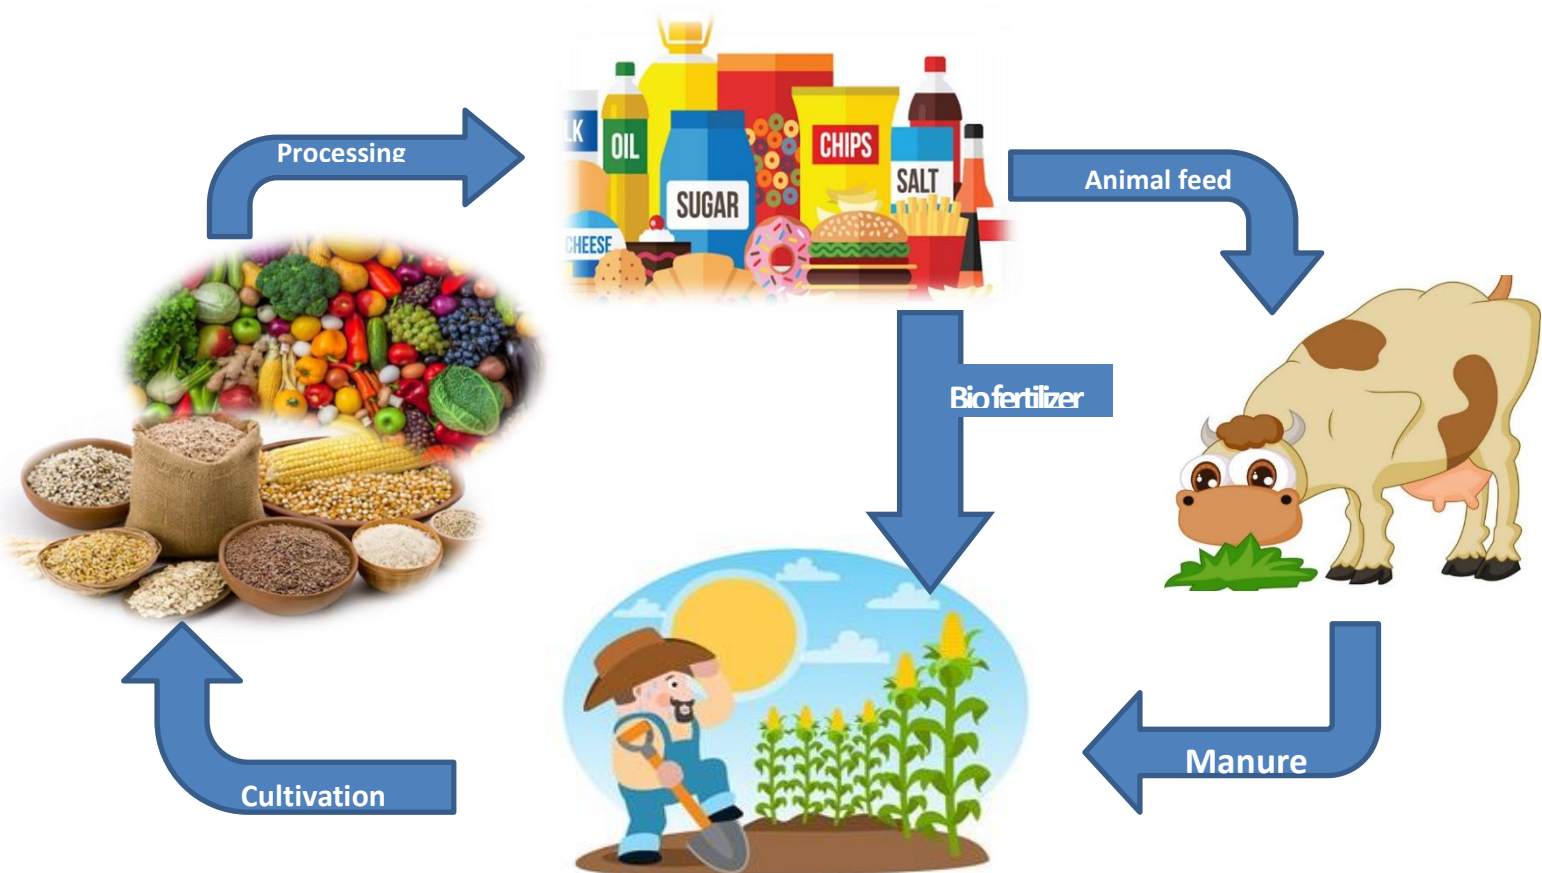 Processing
LK
OIL
SUGAR
CHEESE
CHIPS
SALT
Animal feed
Bio fertilizer
Manure
Cultivation